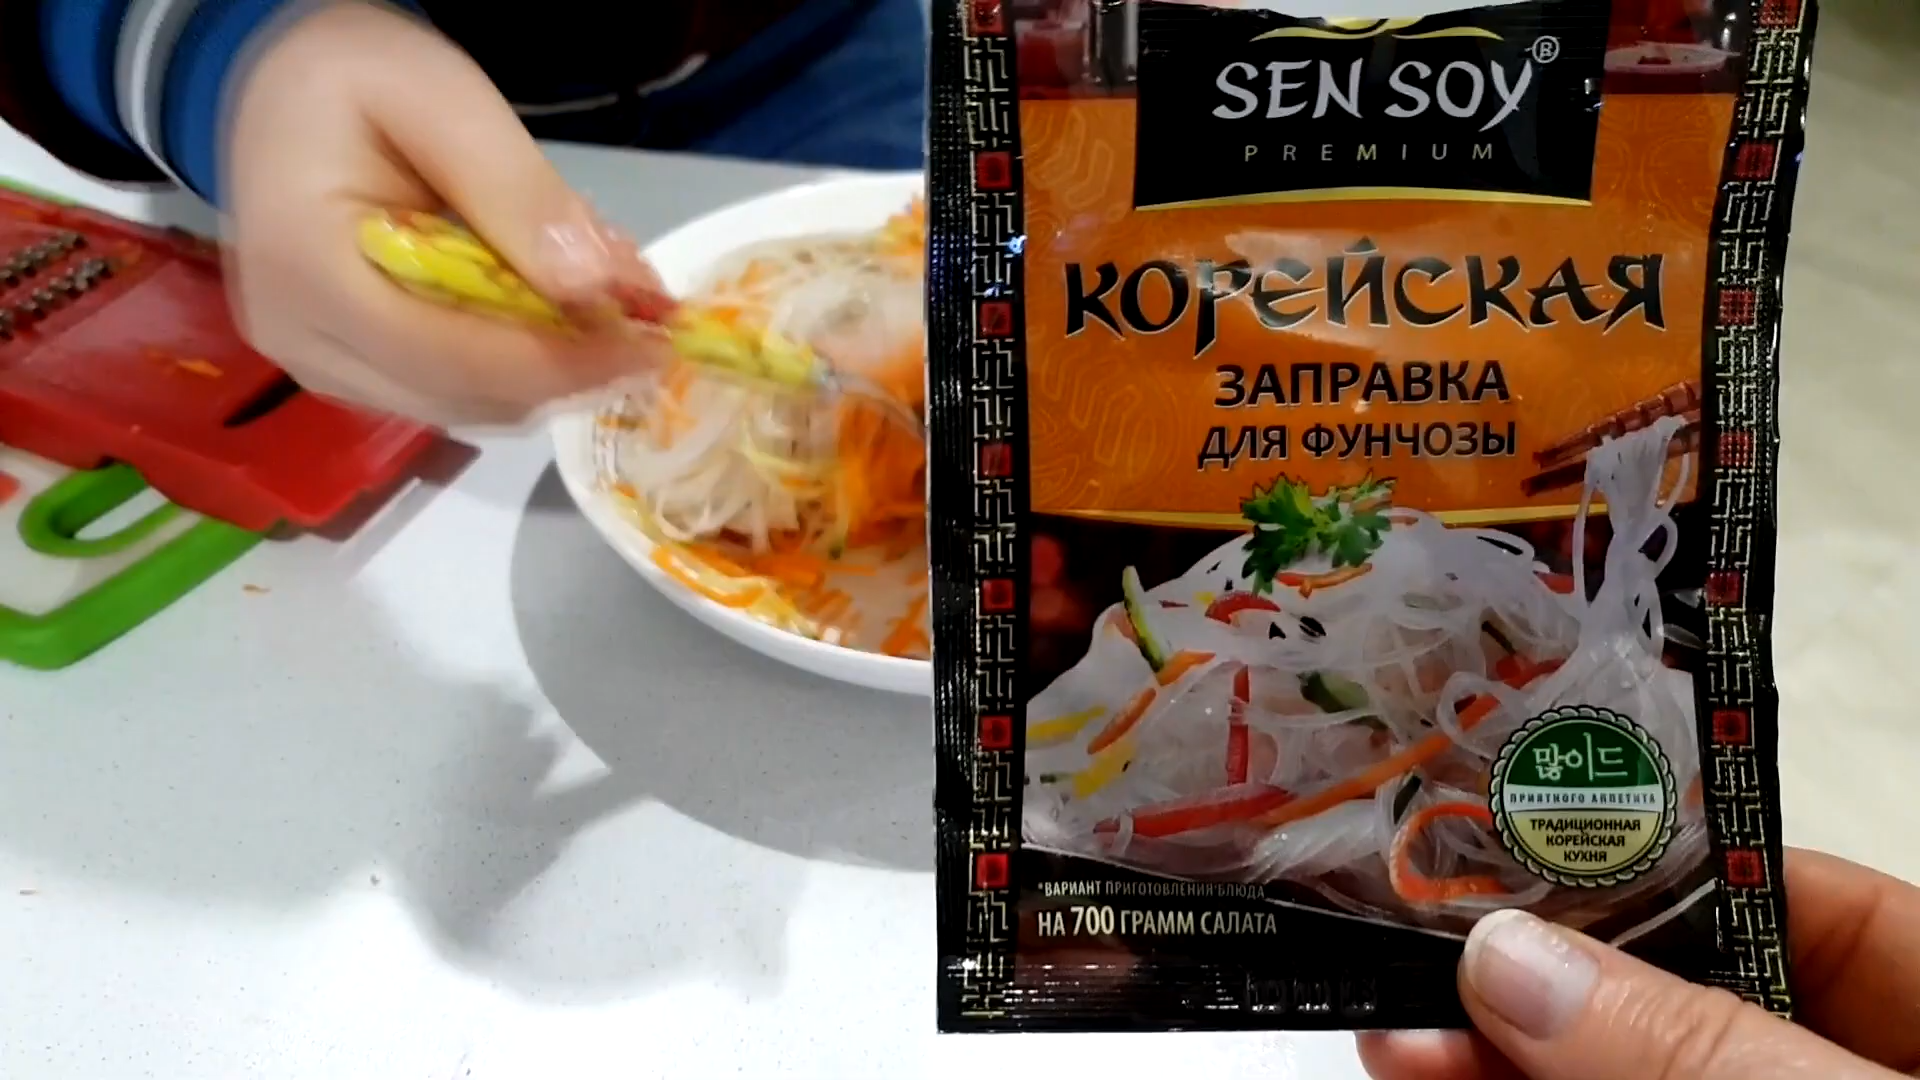 SEN SOY®
PREMIUM
КОРЕЙСКАЯ
ЗАПРАВКА
ДЛЯ ФУНЧОЗЫ
많이드
ПРИЯТНОГО АППЕТИТА
ТРАДИЦИОННАЯ
КОРЕЙСКАЯ
КУХНЯ
*ВАРИАНТ ПРИГОТОВЛЕНИЯ БЛЮДА
НА 700 ГРАММ САЛАТА